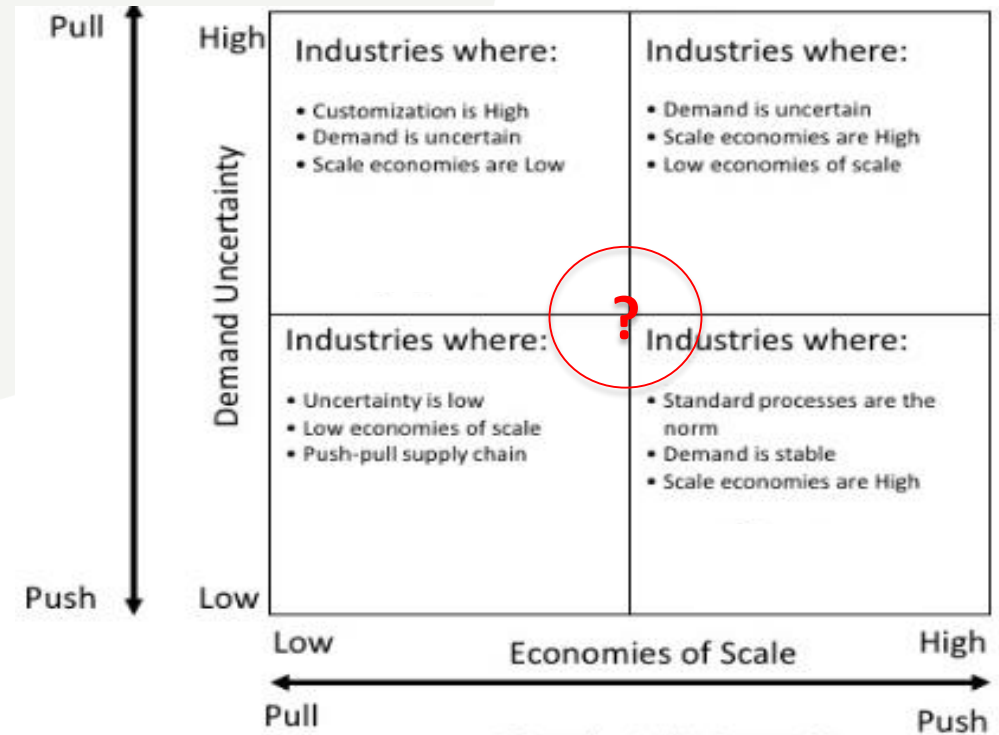 Pull
High
Demand Uncertainty
Push
Low
Industries where:
• Customization is High
• Demand is uncertain
• Scale economies are Low
Industries where:
• Demand is uncertain
• Scale economies are High
• Low economies of scale
?
Industries where:
• Uncertainty is low
• Low economies of scale
• Push-pull supply chain
Industries where:
• Standard processes are the
norm
• Demand is stable
• Scale economies are High
Low
Economies of Scale
High
Pull
Push